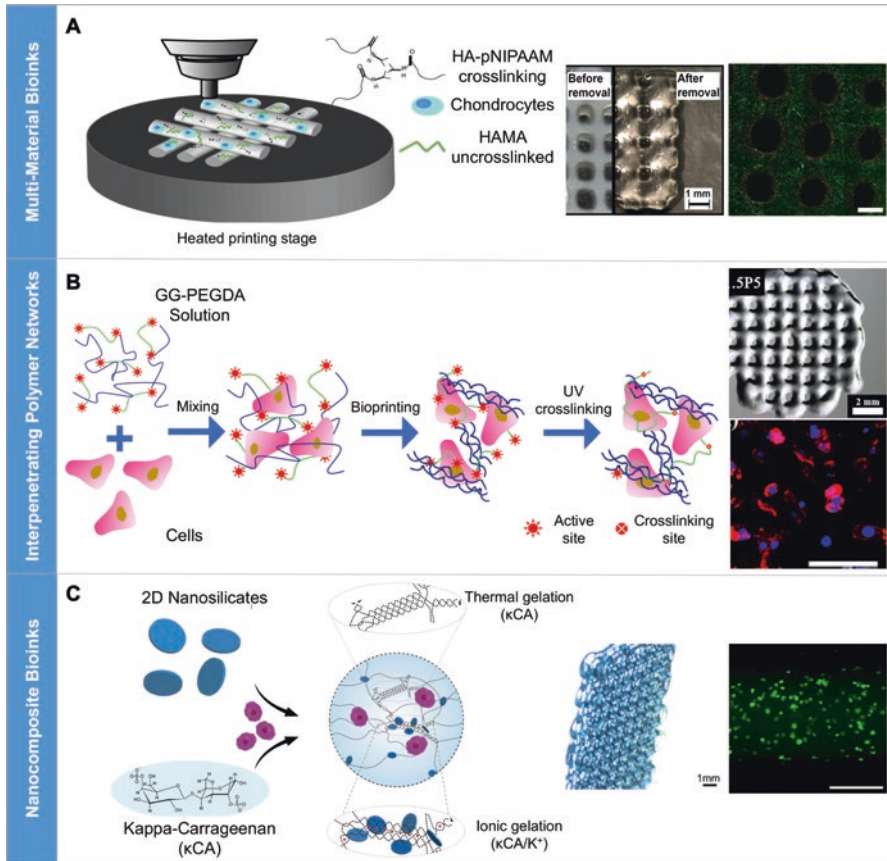 Multi-Material Bioinks
A
HA-pNIPAAM
crosslinking
Chondrocytes
HAMA
uncrosslinked
Heated printing stage
Before
removal
After
removal
1 mm
Interpenetrating Polymer Networks
B
GG-PEGDA
Solution
Mixing
Bioprinting
UV
crosslinking
Cells
Active
site
Crosslinking
site
.5P5
2 mm
Nanocomposite Bioinks
C
2D Nanosilicates
Thermal gelation
(κCA)
Kappa-Carrageenan
(κCA)
Ionic gelation
(κCA/K⁺)
1mm